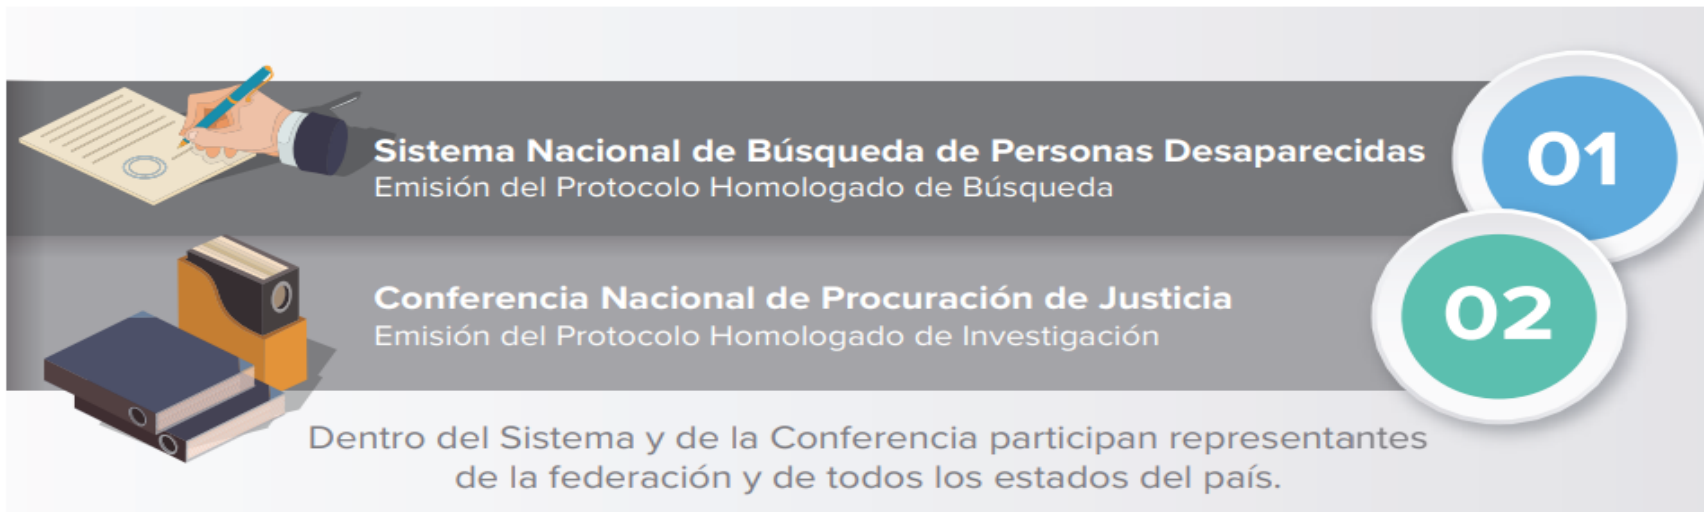 Sistema Nacional de Búsqueda de Personas Desaparecidas
Emisión del Protocolo Homologado de Búsqueda
01
Conferencia Nacional de Procuración de Justicia
Emisión del Protocolo Homologado de Investigación
02
Dentro del Sistema y de la Conferencia participan representantes
de la federación y de todos los estados del país.